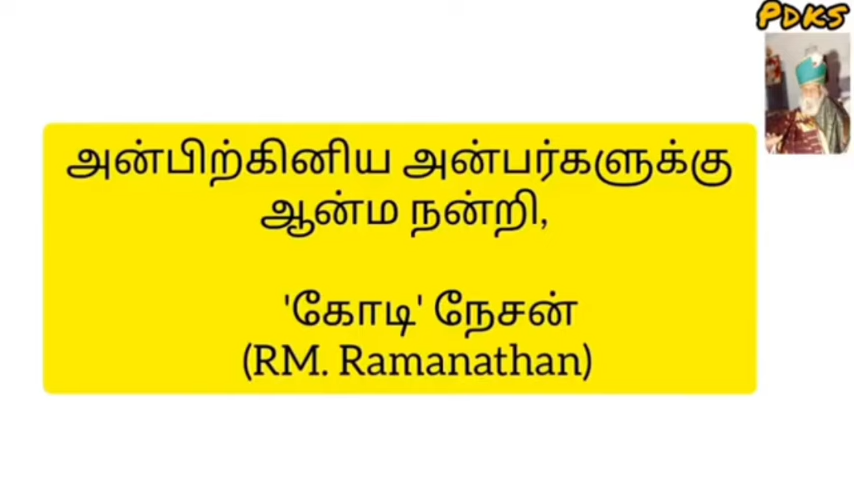 PDKS
அன்பிற்கினிய அன்பர்களுக்கு
ஆன்ம நன்றி,
'கோடி' நேசன்
(RM. Ramanathan)